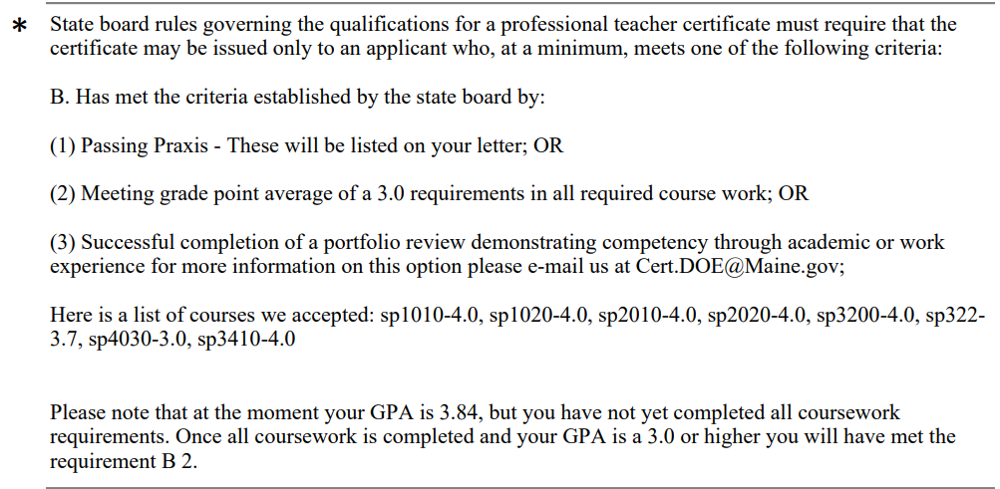 * State board rules governing the qualifications for a professional teacher certificate must require that the
certificate may be issued only to an applicant who, at a minimum, meets one of the following criteria:
B. Has met the criteria established by the state board by:
(1) Passing Praxis - These will be listed on your letter; OR
(2) Meeting grade point average of a 3.0 requirements in all required course work; OR
(3) Successful completion of a portfolio review demonstrating competency through academic or work
experience for more information on this option please e-mail us at Cert.DOE@Maine.gov;
Here is a list of courses we accepted: sp1010-4.0, sp1020-4.0, sp2010-4.0, sp2020-4.0, sp3200-4.0, sp322-
3.7, sp4030-3.0, sp3410-4.0
Please note that at the moment your GPA is 3.84, but you have not yet completed all coursework
requirements. Once all coursework is completed and your GPA is a 3.0 or higher you will have met the
requirement B 2.